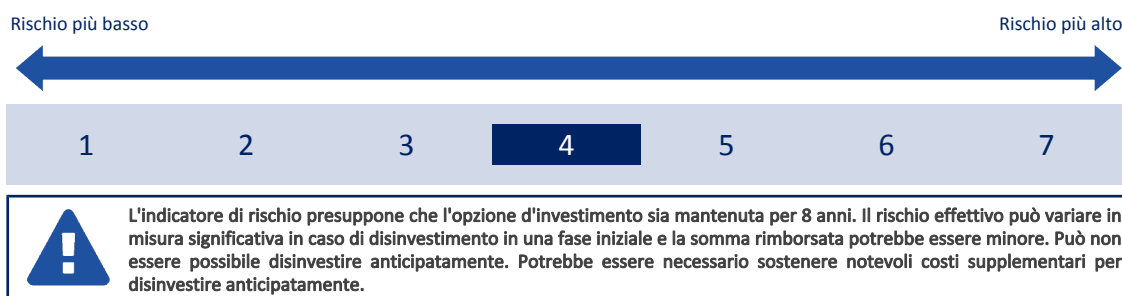 Rischio più basso Rischio più alto
1 2 3 4 5 6 7
L'indicatore di rischio presuppone che l'opzione d'investimento sia mantenuta per 8 anni. Il rischio effettivo può variare in
misura significativa in caso di disinvestimento in una fase iniziale e la somma rimborsata potrebbe essere minore. Può non
essere possibile disinvestire anticipatamente. Potrebbe essere necessario sostenere notevoli costi supplementari per
disinvestire anticipatamente.